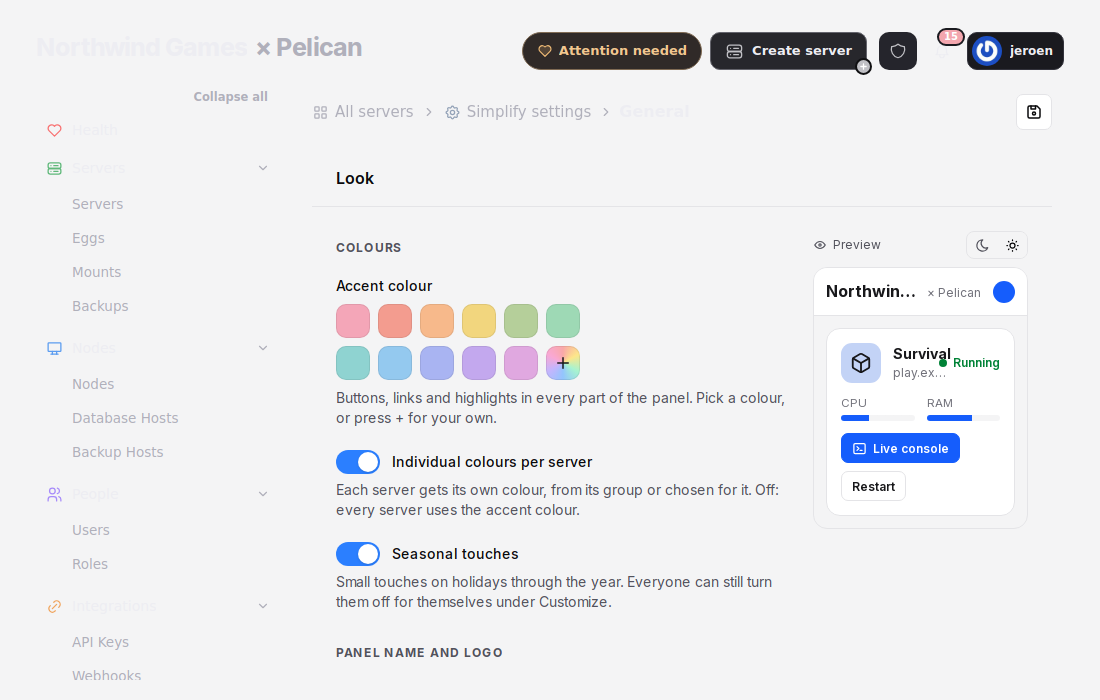 Northwind Games × Pelican
Attention needed
Create server
15
jeroen
Collapse all
All servers > Simplify settings > General
Health
Servers
Servers
Eggs
Mounts
Backups
Nodes
Nodes
Database Hosts
Backup Hosts
People
Users
Roles
Integrations
API Keys
Webhooks
Look
COLOURS
Accent colour
Buttons, links and highlights in every part of the panel. Pick a colour,
or press + for your own.
Individual colours per server
Each server gets its own colour, from its group or chosen for it. Off:
every server uses the accent colour.
Seasonal touches
Small touches on holidays through the year. Everyone can still turn
them off for themselves under Customize.
PANEL NAME AND LOGO
Preview
Northwin... × Pelican
Survival
Running
play.ex...
CPU RAM
Live console
Restart